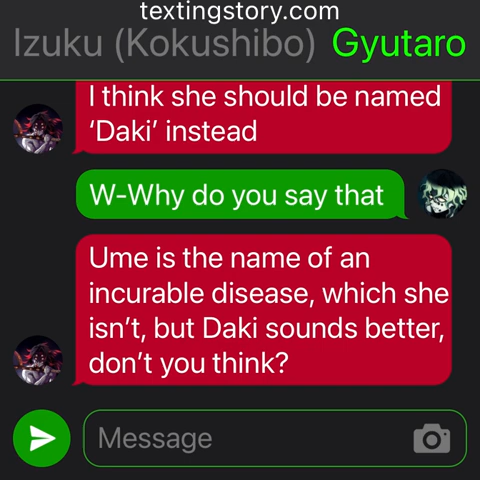 textingstory.com
Izuku (Kokushibo) Gyutaro
I think she should be named
‘Daki’ instead
W-Why do you say that
Ume is the name of an
incurable disease, which she
isn’t, but Daki sounds better,
don’t you think?
Message